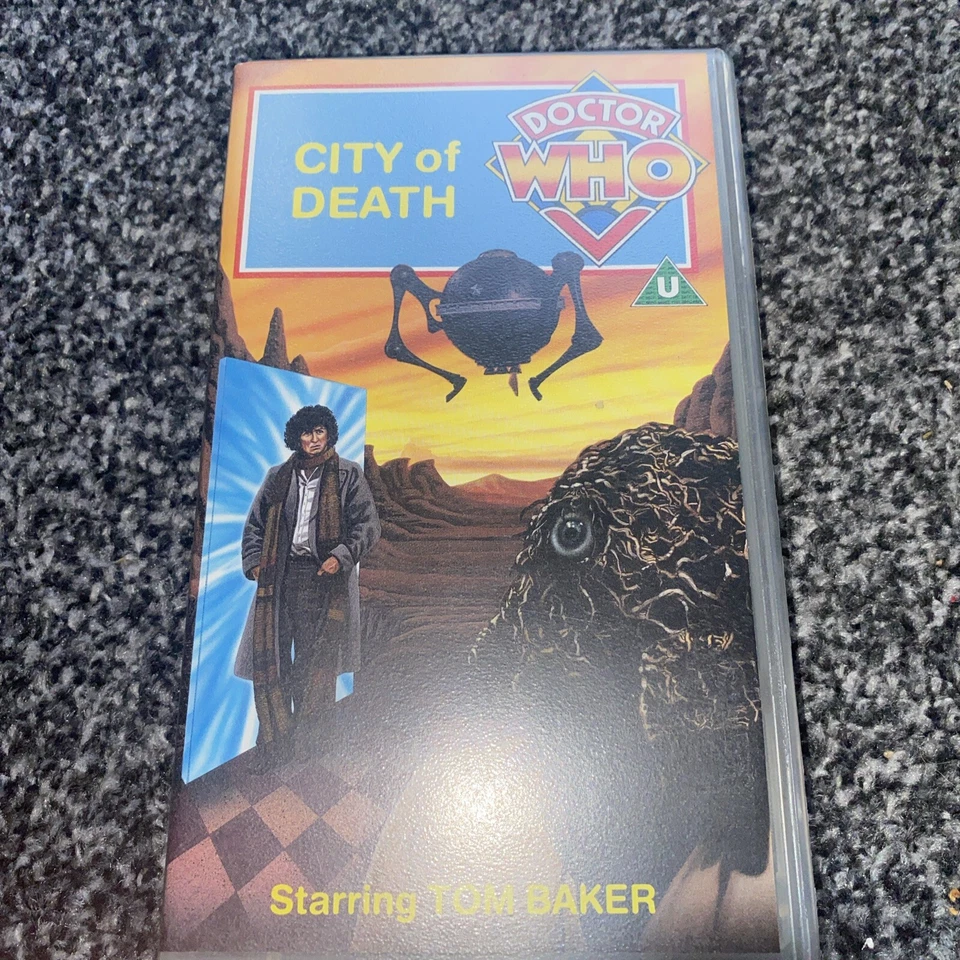 CITY of
DEATH
DOCTOR
WHO
U
Starring TOM BAKER